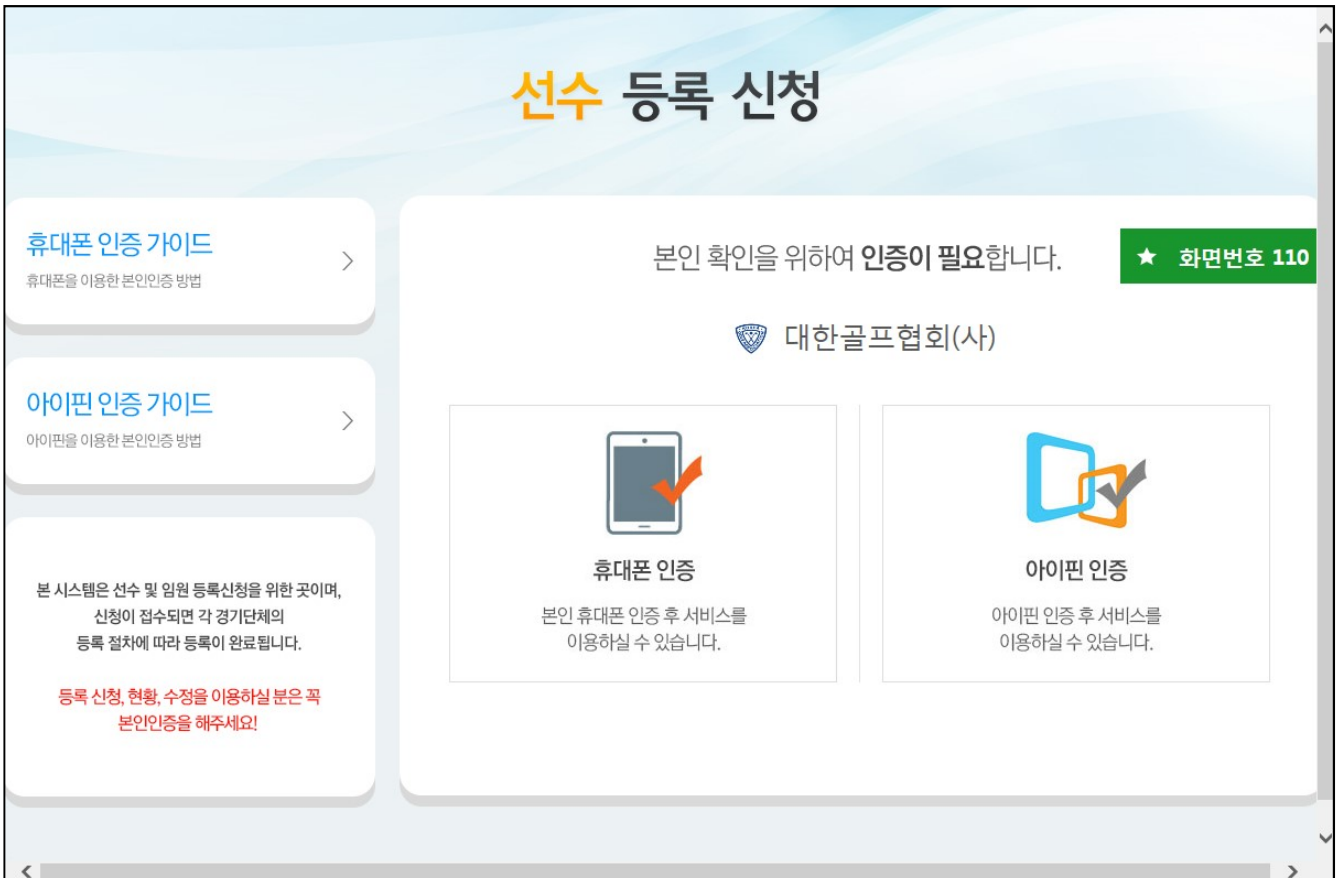 선수 등록 신청
휴대폰 인증 가이드
휴대폰을 이용한 본인인증 방법
아이핀 인증 가이드
아이핀을 이용한 본인인증 방법
본 시스템은 선수 및 임원 등록신청을 위한 곳이며,
신청이 접수되면 각 경기단체의
등록 절차에 따라 등록이 완료됩니다.
등록 신청, 현황, 수정을 이용하실 분은 꼭
본인인증을 해주세요!
본인 확인을 위하여 인증이 필요합니다.
★ 화면번호 110
대한골프협회(사)
휴대폰 인증
본인 휴대폰 인증 후 서비스를
이용하실 수 있습니다.
아이핀 인증
아이핀 인증 후 서비스를
이용하실 수 있습니다.